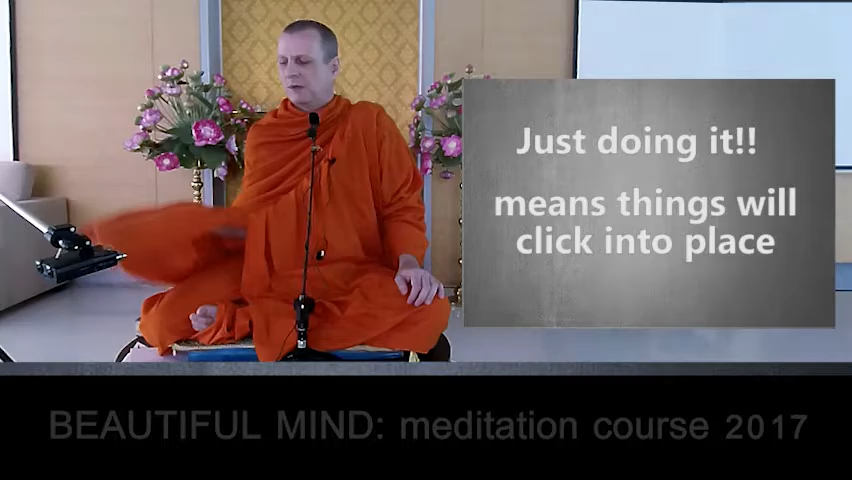 Just doing it!!
means things will
click into place
BEAUTIFUL MIND: meditation course 2017